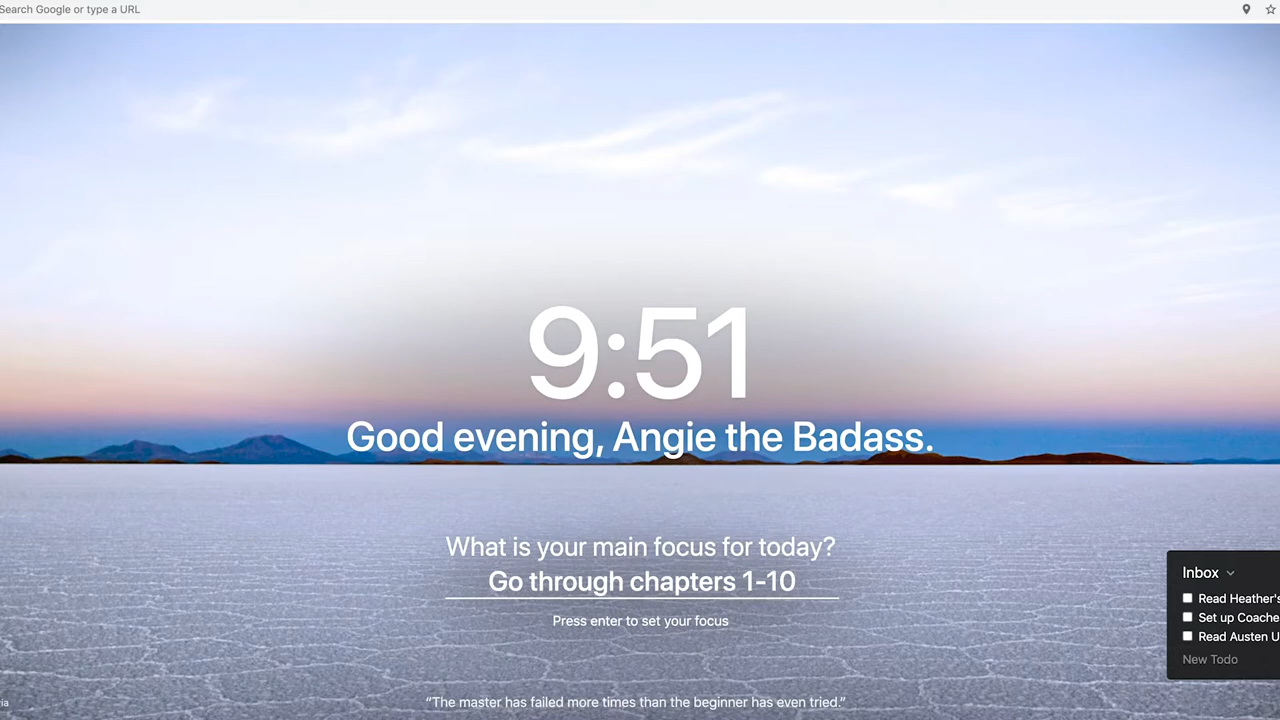 Search Google or type a URL
9:51
Good evening, Angie the Badass.
What is your main focus for today?
Go through chapters 1-10
Press enter to set your focus
Inbox
Read Heather's
Set up Coache
Read Austen U
New Todo
ia
“The master has failed more times than the beginner has even tried.”